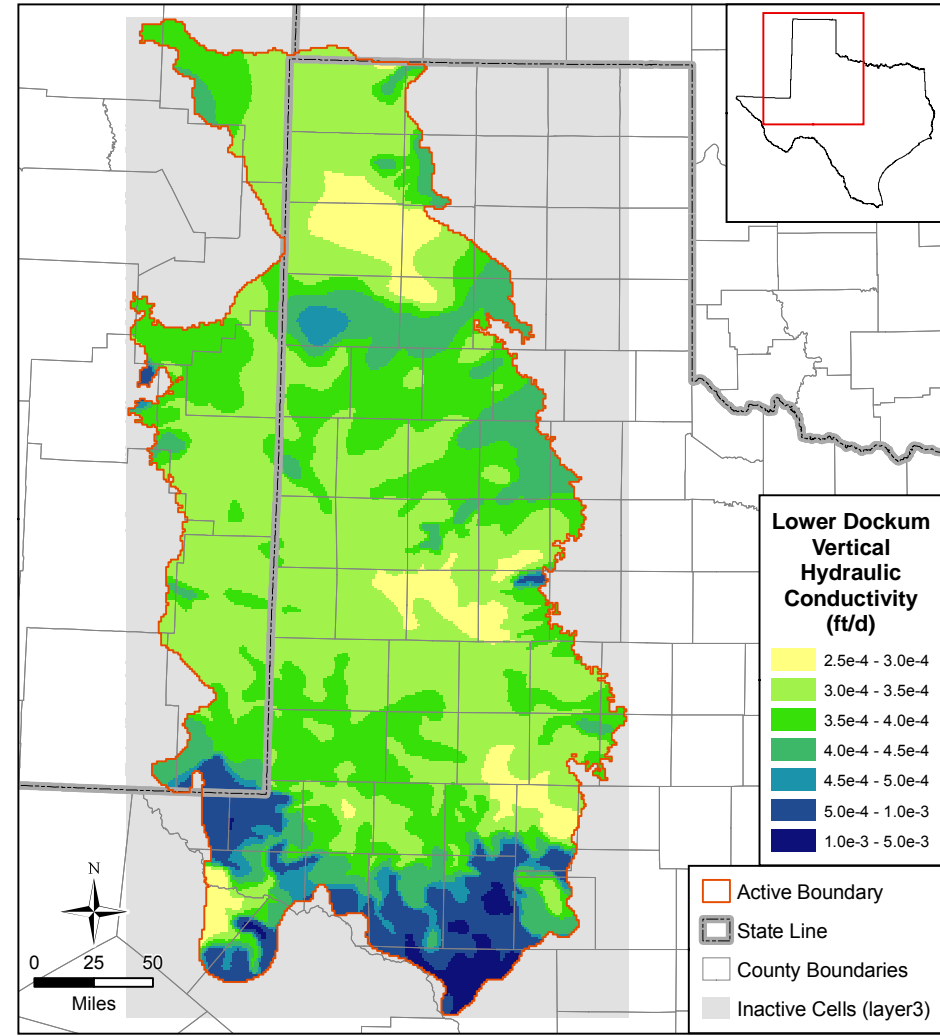 Lower Dockum
Vertical
Hydraulic
Conductivity
(ft/d)
2.5e-4 - 3.0e-4
3.0e-4 - 3.5e-4
3.5e-4 - 4.0e-4
4.0e-4 - 4.5e-4
4.5e-4 - 5.0e-4
5.0e-4 - 1.0e-3
1.0e-3 - 5.0e-3
Active Boundary
State Line
County Boundaries
Inactive Cells (layer3)
N
0 25 50
Miles